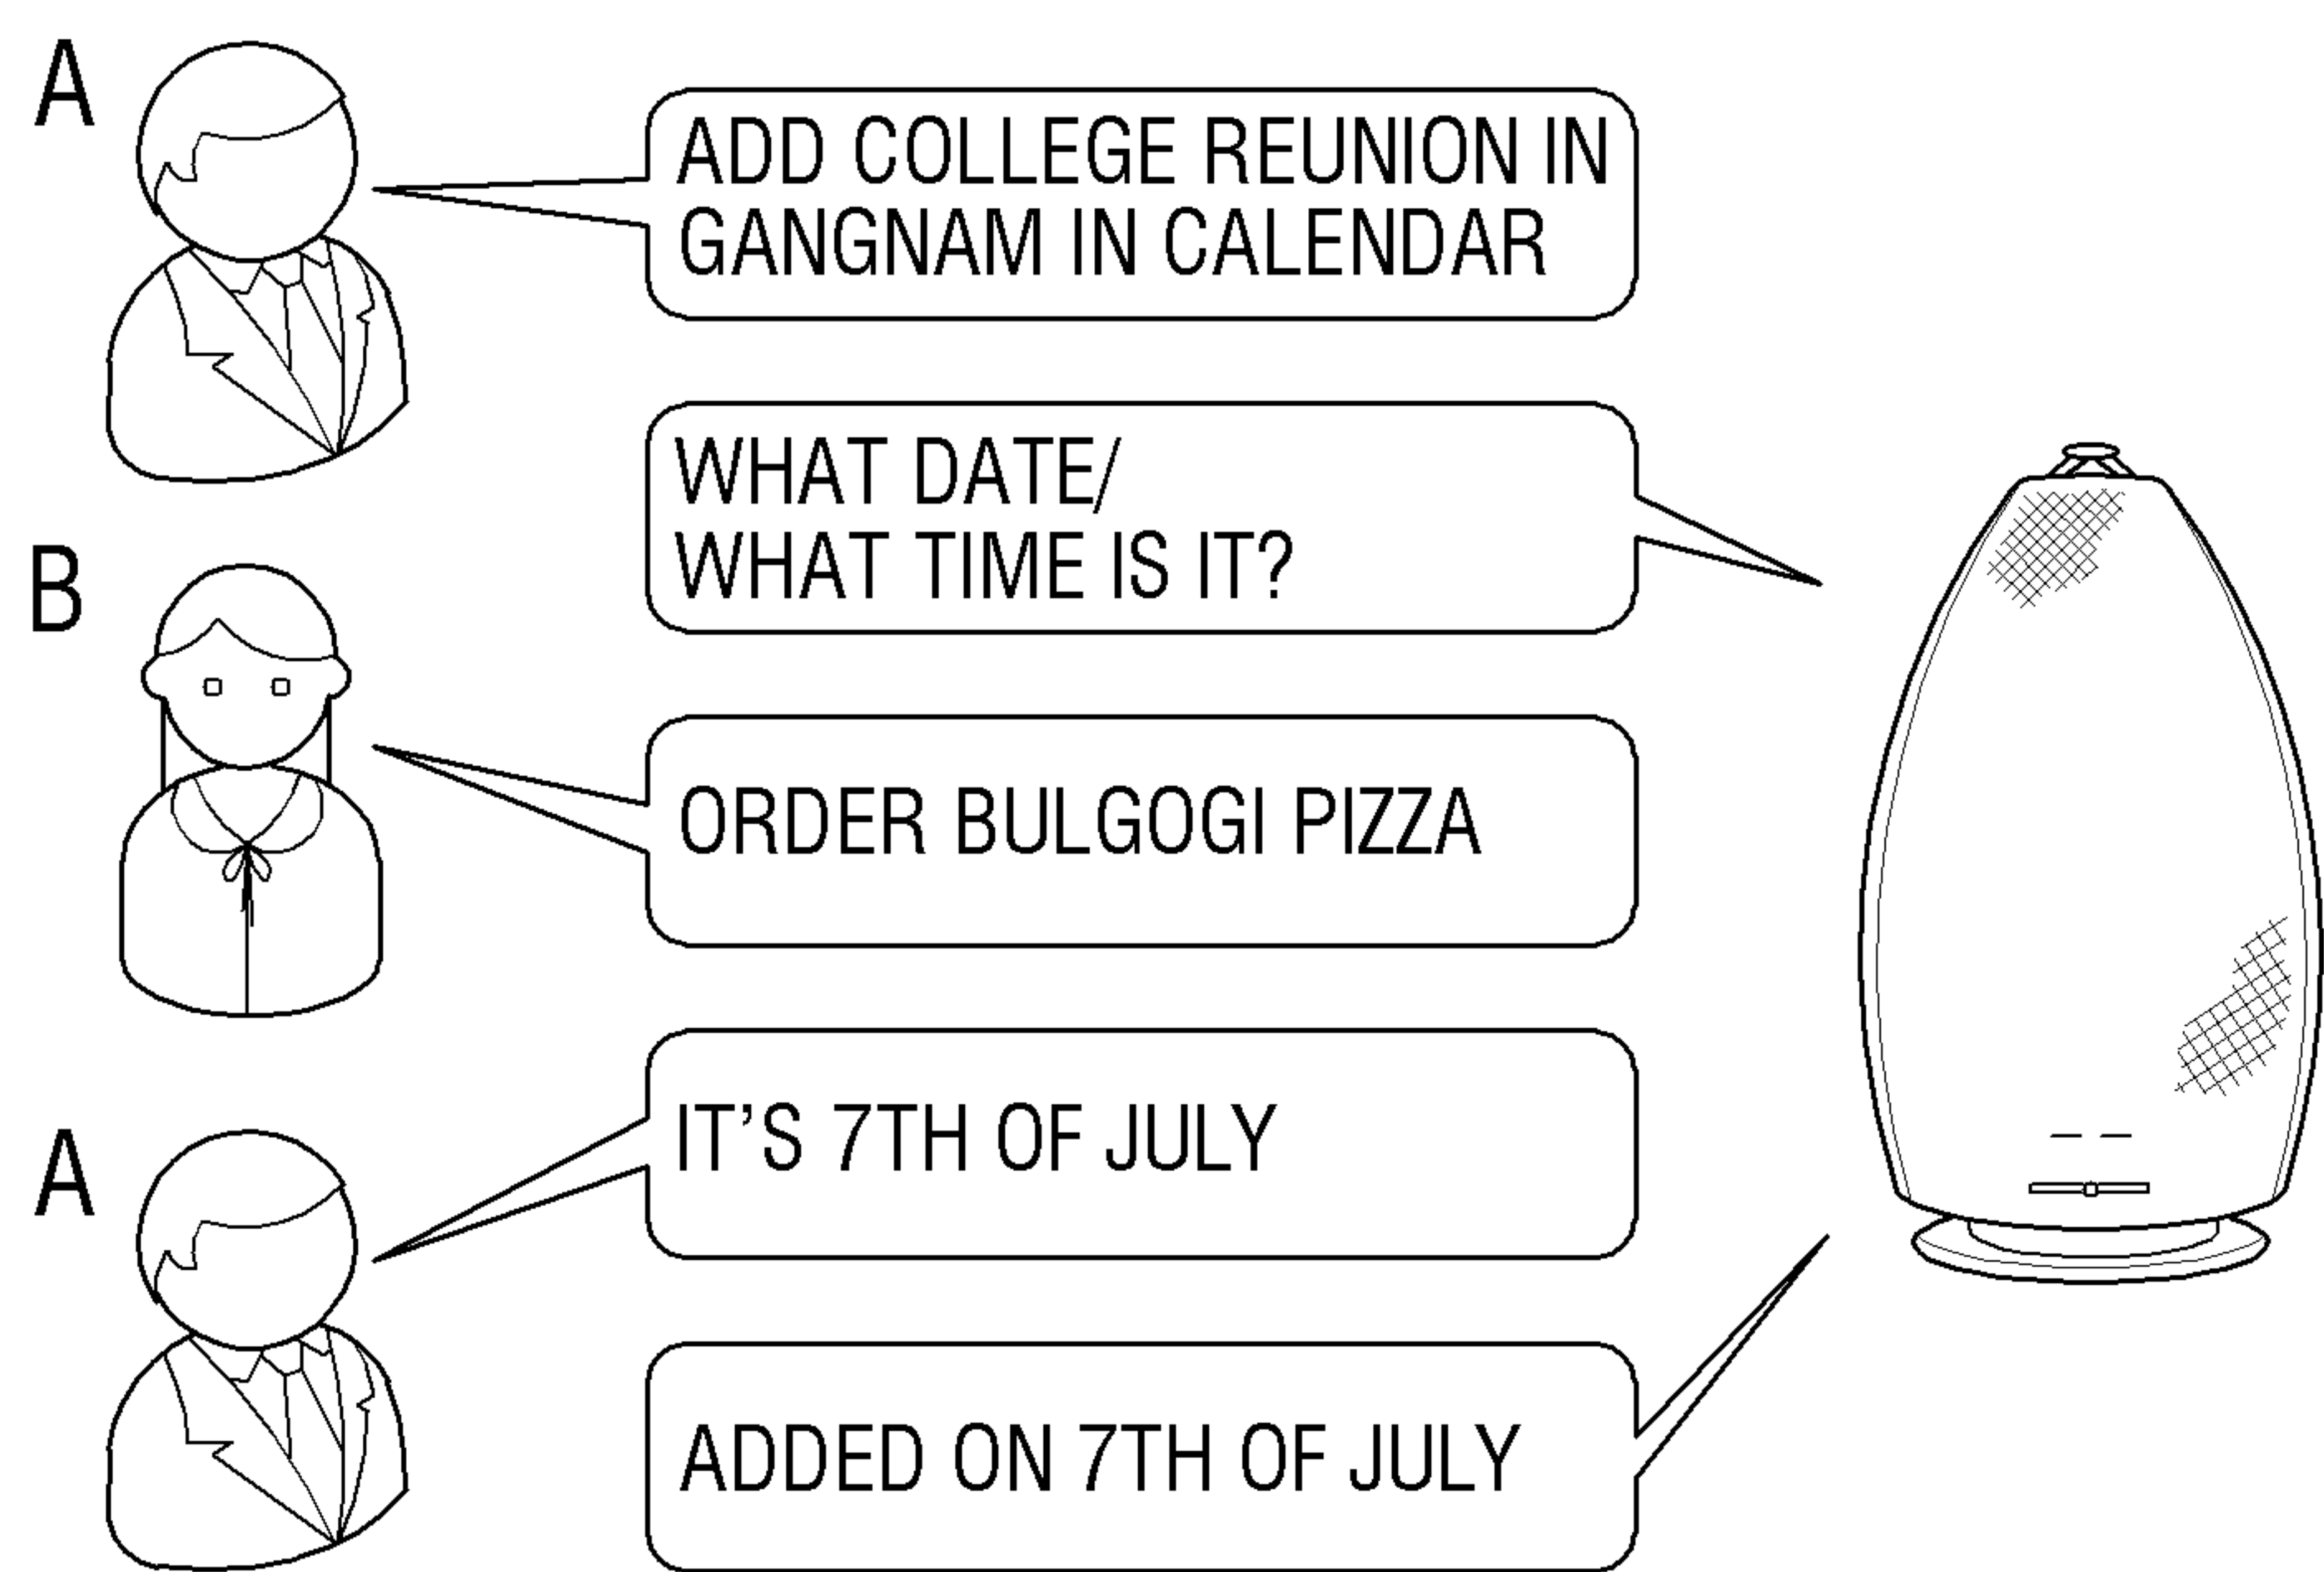 A
ADD COLLEGE REUNION IN
GANGNAM IN CALENDAR
WHAT DATE/
WHAT TIME IS IT?
B
ORDER BULGOGI PIZZA
A
IT'S 7TH OF JULY
ADDED ON 7TH OF JULY